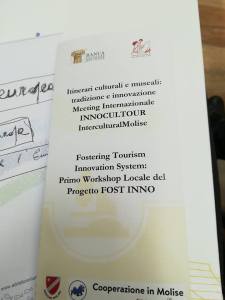 europa
Itinerari culturali e museali:
tradizione e innovazione
Meeting Internazionale
INNOCULTOUR
InterculturalMolise
Fostering Tourism
Innovation System:
Primo Workshop Locale del
Progetto FOST INNO
Cooperazione in Molise